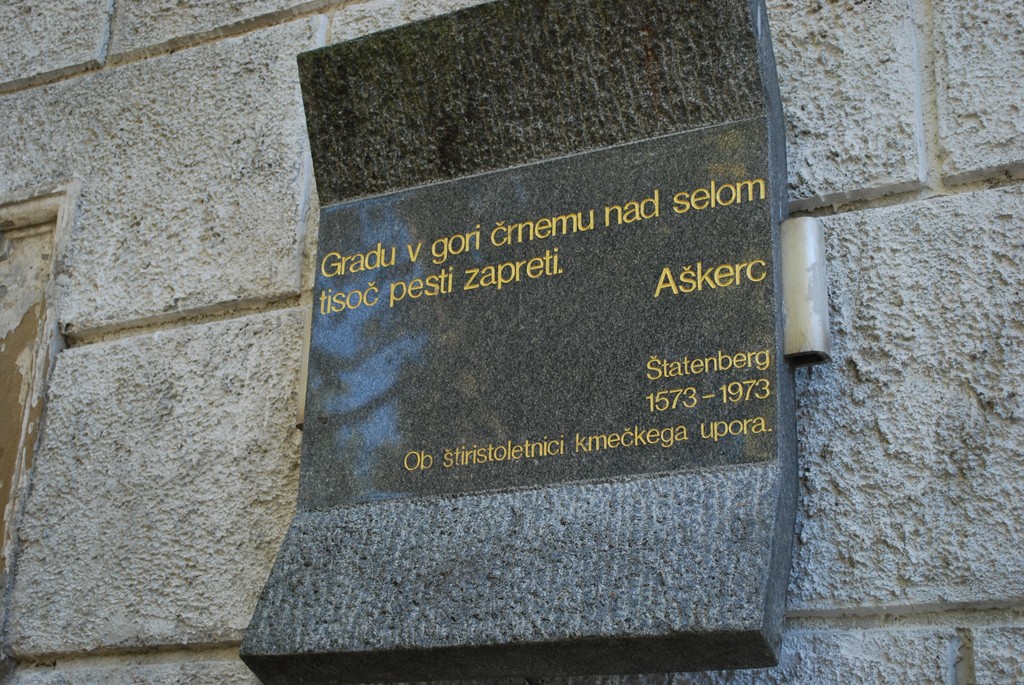 Gradu v gori črnemu nad selom
tisoč pesti zapreti.
Aškerc
Štatenberg
1573 - 1973
Ob štiristoletnici kmečkega upora.